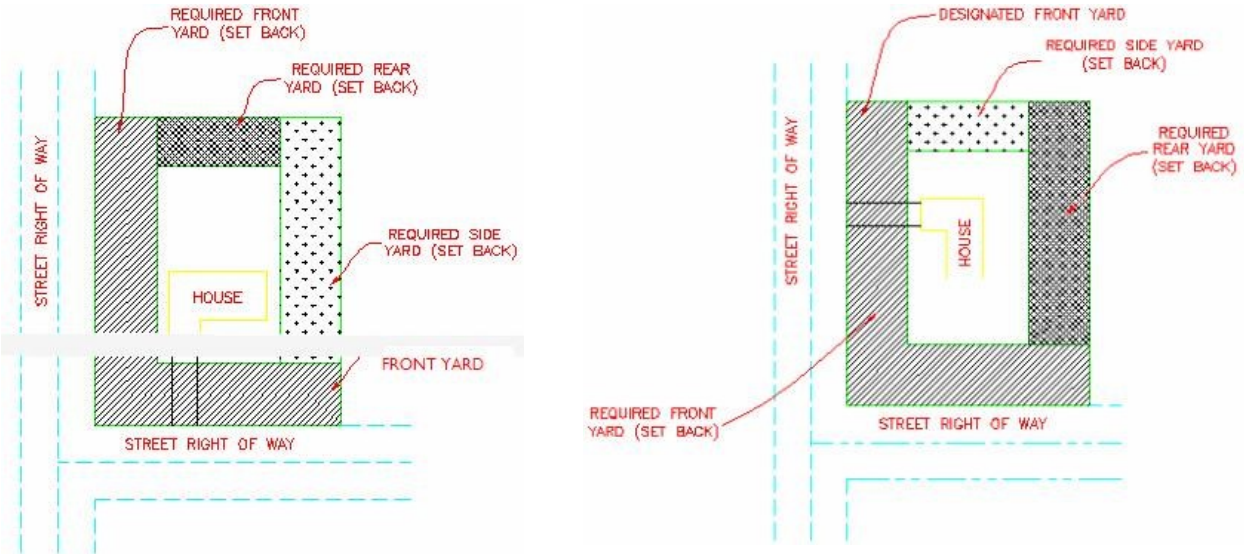 REQUIRED FRONT
YARD (SET BACK)
REQUIRED REAR
YARD (SET BACK)
STREET RIGHT OF WAY
REQUIRED SIDE
YARD (SET BACK)
HOUSE
FRONT YARD
STREET RIGHT OF WAY
DESIGNATED FRONT YARD
REQUIRED SIDE YARD
(SET BACK)
REQUIRED
REAR YARD
(SET BACK)
STREET RIGHT OF WAY
HOUSE
REQUIRED FRONT
YARD (SET BACK)
STREET RIGHT OF WAY